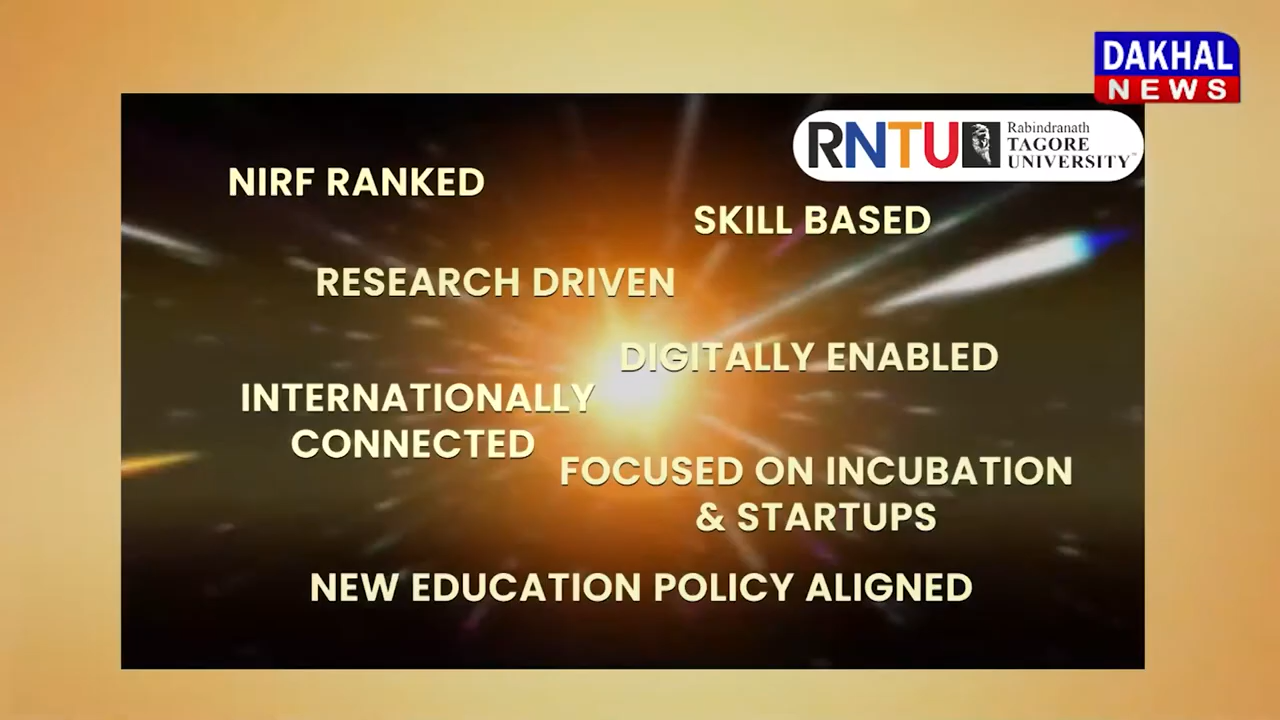 DAKHAL
NEWS
RNTU
Rabindranath
TAGORE
UNIVERSITY
NIRF RANKED
SKILL BASED
RESEARCH DRIVEN
DIGITALLY ENABLED
INTERNATIONALLY
CONNECTED
FOCUSED ON INCUBATION
& STARTUPS
NEW EDUCATION POLICY ALIGNED